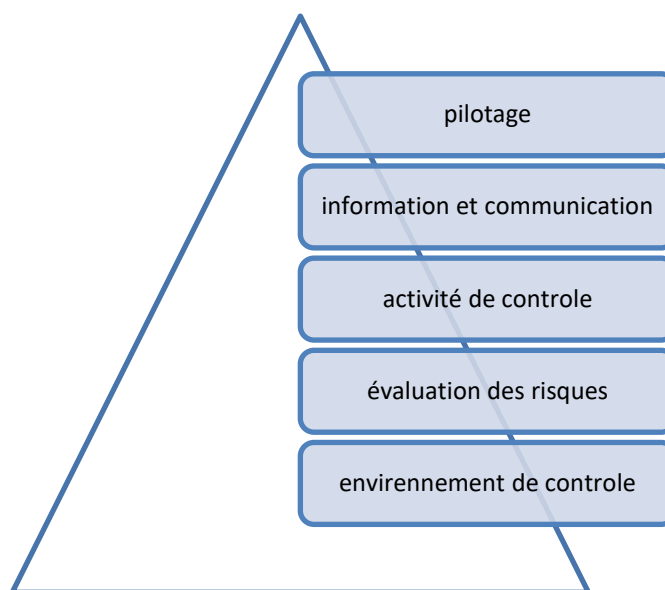 pilotage
information et communication
activité de controle
évaluation des risques
envirennement de controle